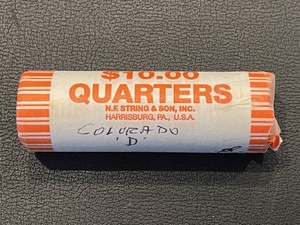 $10.00
QUARTERS
N.F. STRING & SON, INC.
HARRISBURG, PA., U.S.A.
COLORADO
'D'